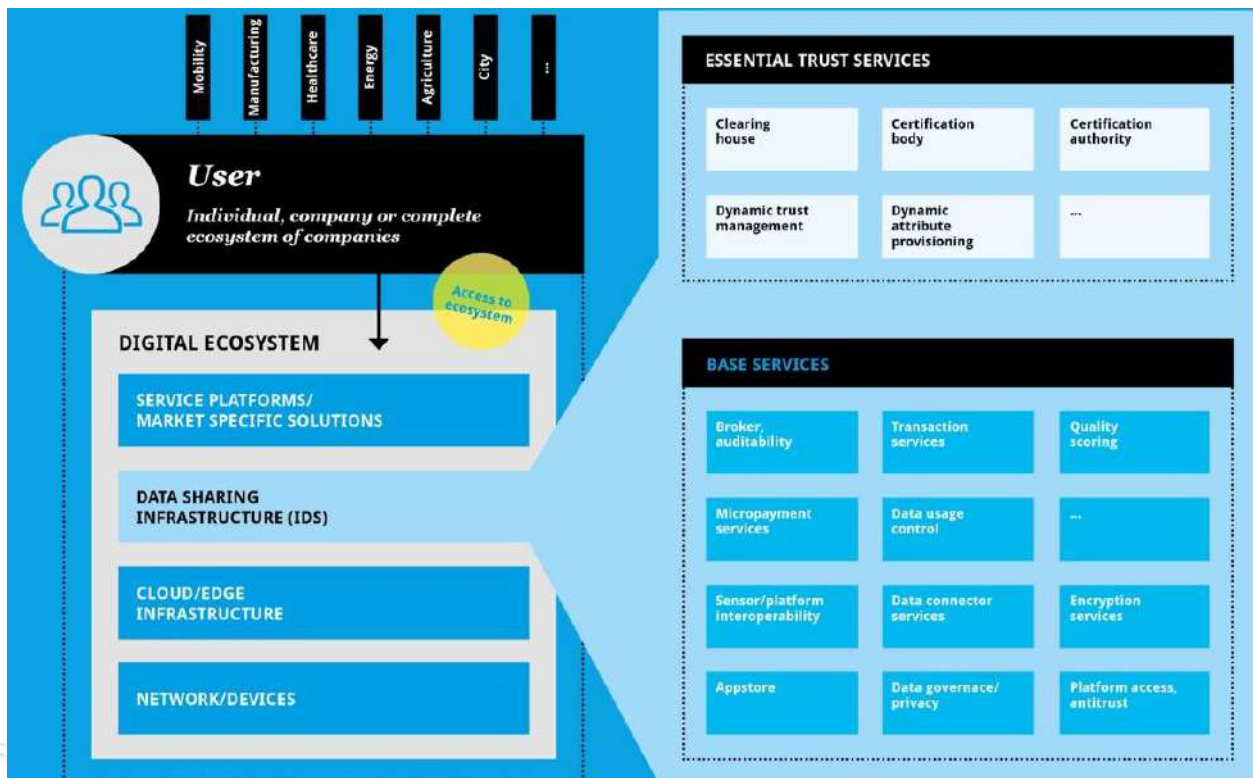 Mobility
Manufacturing
Healthcare
Energy
Agriculture
City
...
User
Individual, company or complete
ecosystem of companies
Access to
ecosystem
DIGITAL ECOSYSTEM
SERVICE PLATFORMS/
MARKET SPECIFIC SOLUTIONS
DATA SHARING
INFRASTRUCTURE (IDS)
CLOUD/EDGE
INFRASTRUCTURE
NETWORK/DEVICES
ESSENTIAL TRUST SERVICES
Clearing
house
Certification
body
Certification
authority
Dynamic trust
management
Dynamic
attribute
provisioning
...
BASE SERVICES
Broker,
auditability
Transaction
services
Quality
scoring
Micropayment
services
Data usage
control
...
Sensor/platform
interoperability
Data connector
services
Encryption
services
Appstore
Data governace/
privacy
Platform access,
antitrust